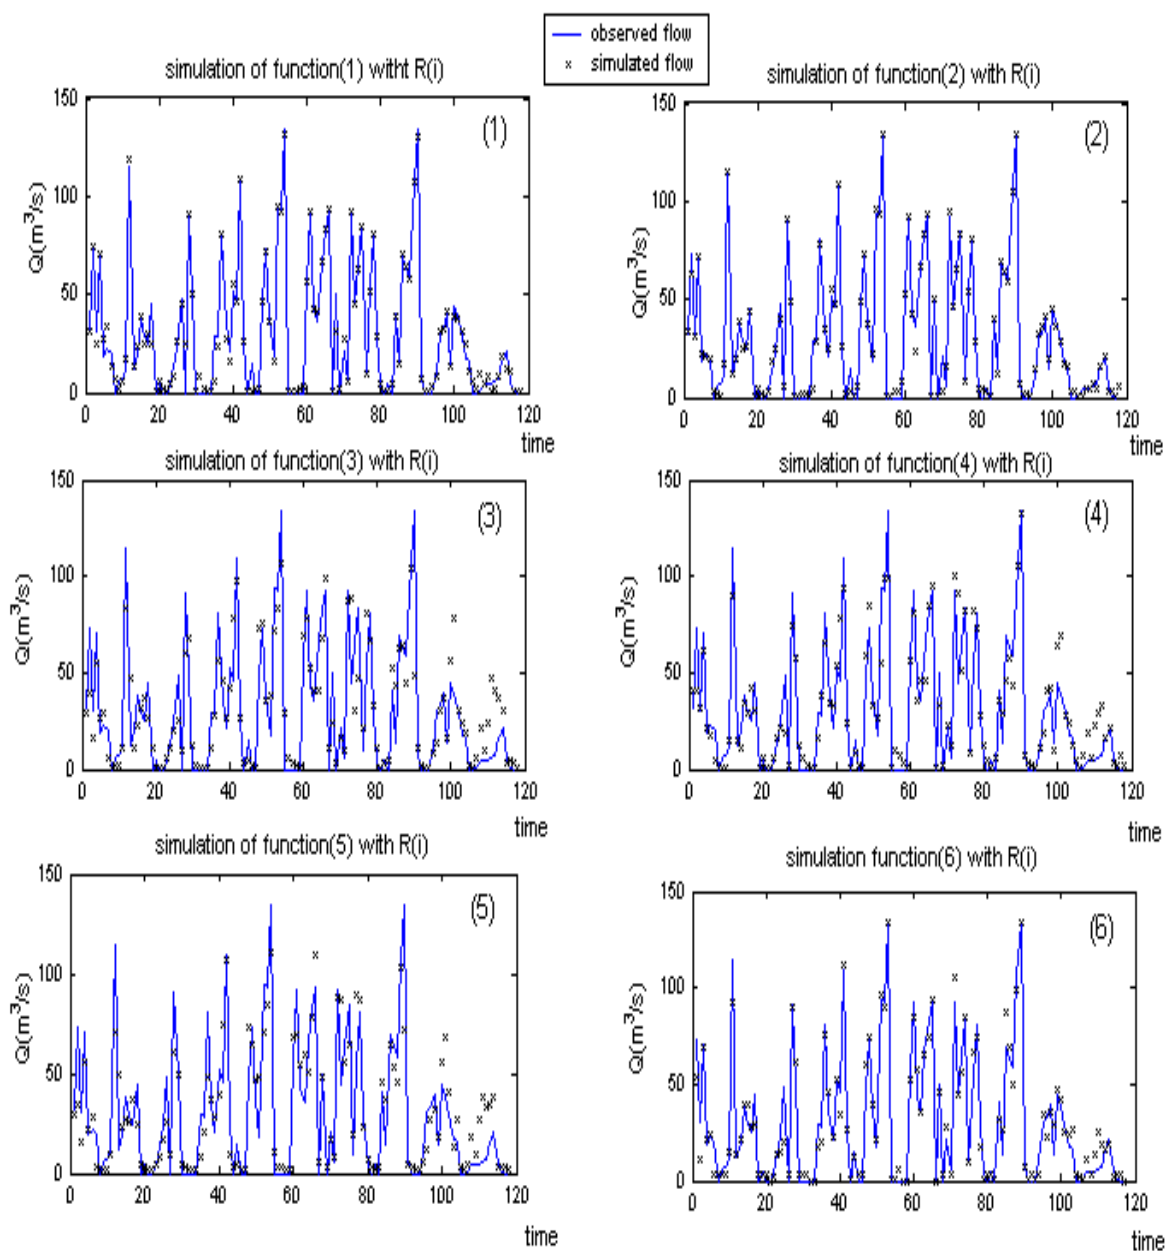 observed flow
simulated flow
simulation of function(1) witht R(i)
150
100
50
0
Q(m³/s)
(1)
0 20 40 60 80 100 120
time
simulation of function(2) with R(i)
150
100
50
0
Q(m³/s)
(2)
0 20 40 60 80 100 120
time
simulation of function(3) with R(i)
150
100
50
0
Q(m³/s)
(3)
0 20 40 60 80 100 120
time
simulation of function(4) with R(i)
150
100
50
0
Q(m³/s)
(4)
0 20 40 60 80 100 120
time
simulation of function(5) with R(i)
150
100
50
0
Q(m³/s)
(5)
0 20 40 60 80 100 120
time
simulation function(6) with R(i)
150
100
50
0
Q(m³/s)
(6)
0 20 40 60 80 100 120
time